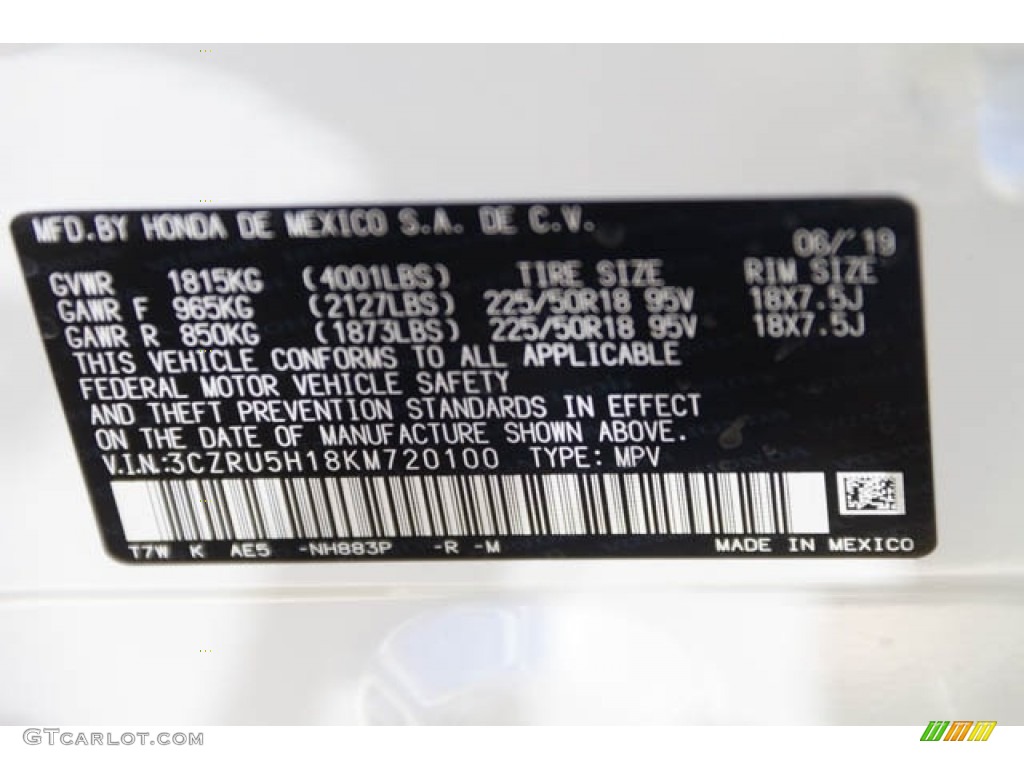 MFD.BY HONDA DE MEXICO S.A. DE C.V.
06/'19
GVWR 1815KG (4001LBS) TIRE SIZE RIM SIZE
GAWR F 965KG (2127LBS) 225/50R18 95V 18X7.5J
GAWR R 850KG (1873LBS) 225/50R18 95V 18X7.5J
THIS VEHICLE CONFORMS TO ALL APPLICABLE
FEDERAL MOTOR VEHICLE SAFETY
AND THEFT PREVENTION STANDARDS IN EFFECT
ON THE DATE OF MANUFACTURE SHOWN ABOVE.
V.I.N.:3CZRU5H18KM720100 TYPE: MPV
T7W K AE5 -NH883P -R -M MADE IN MEXICO
GTCarlot.com